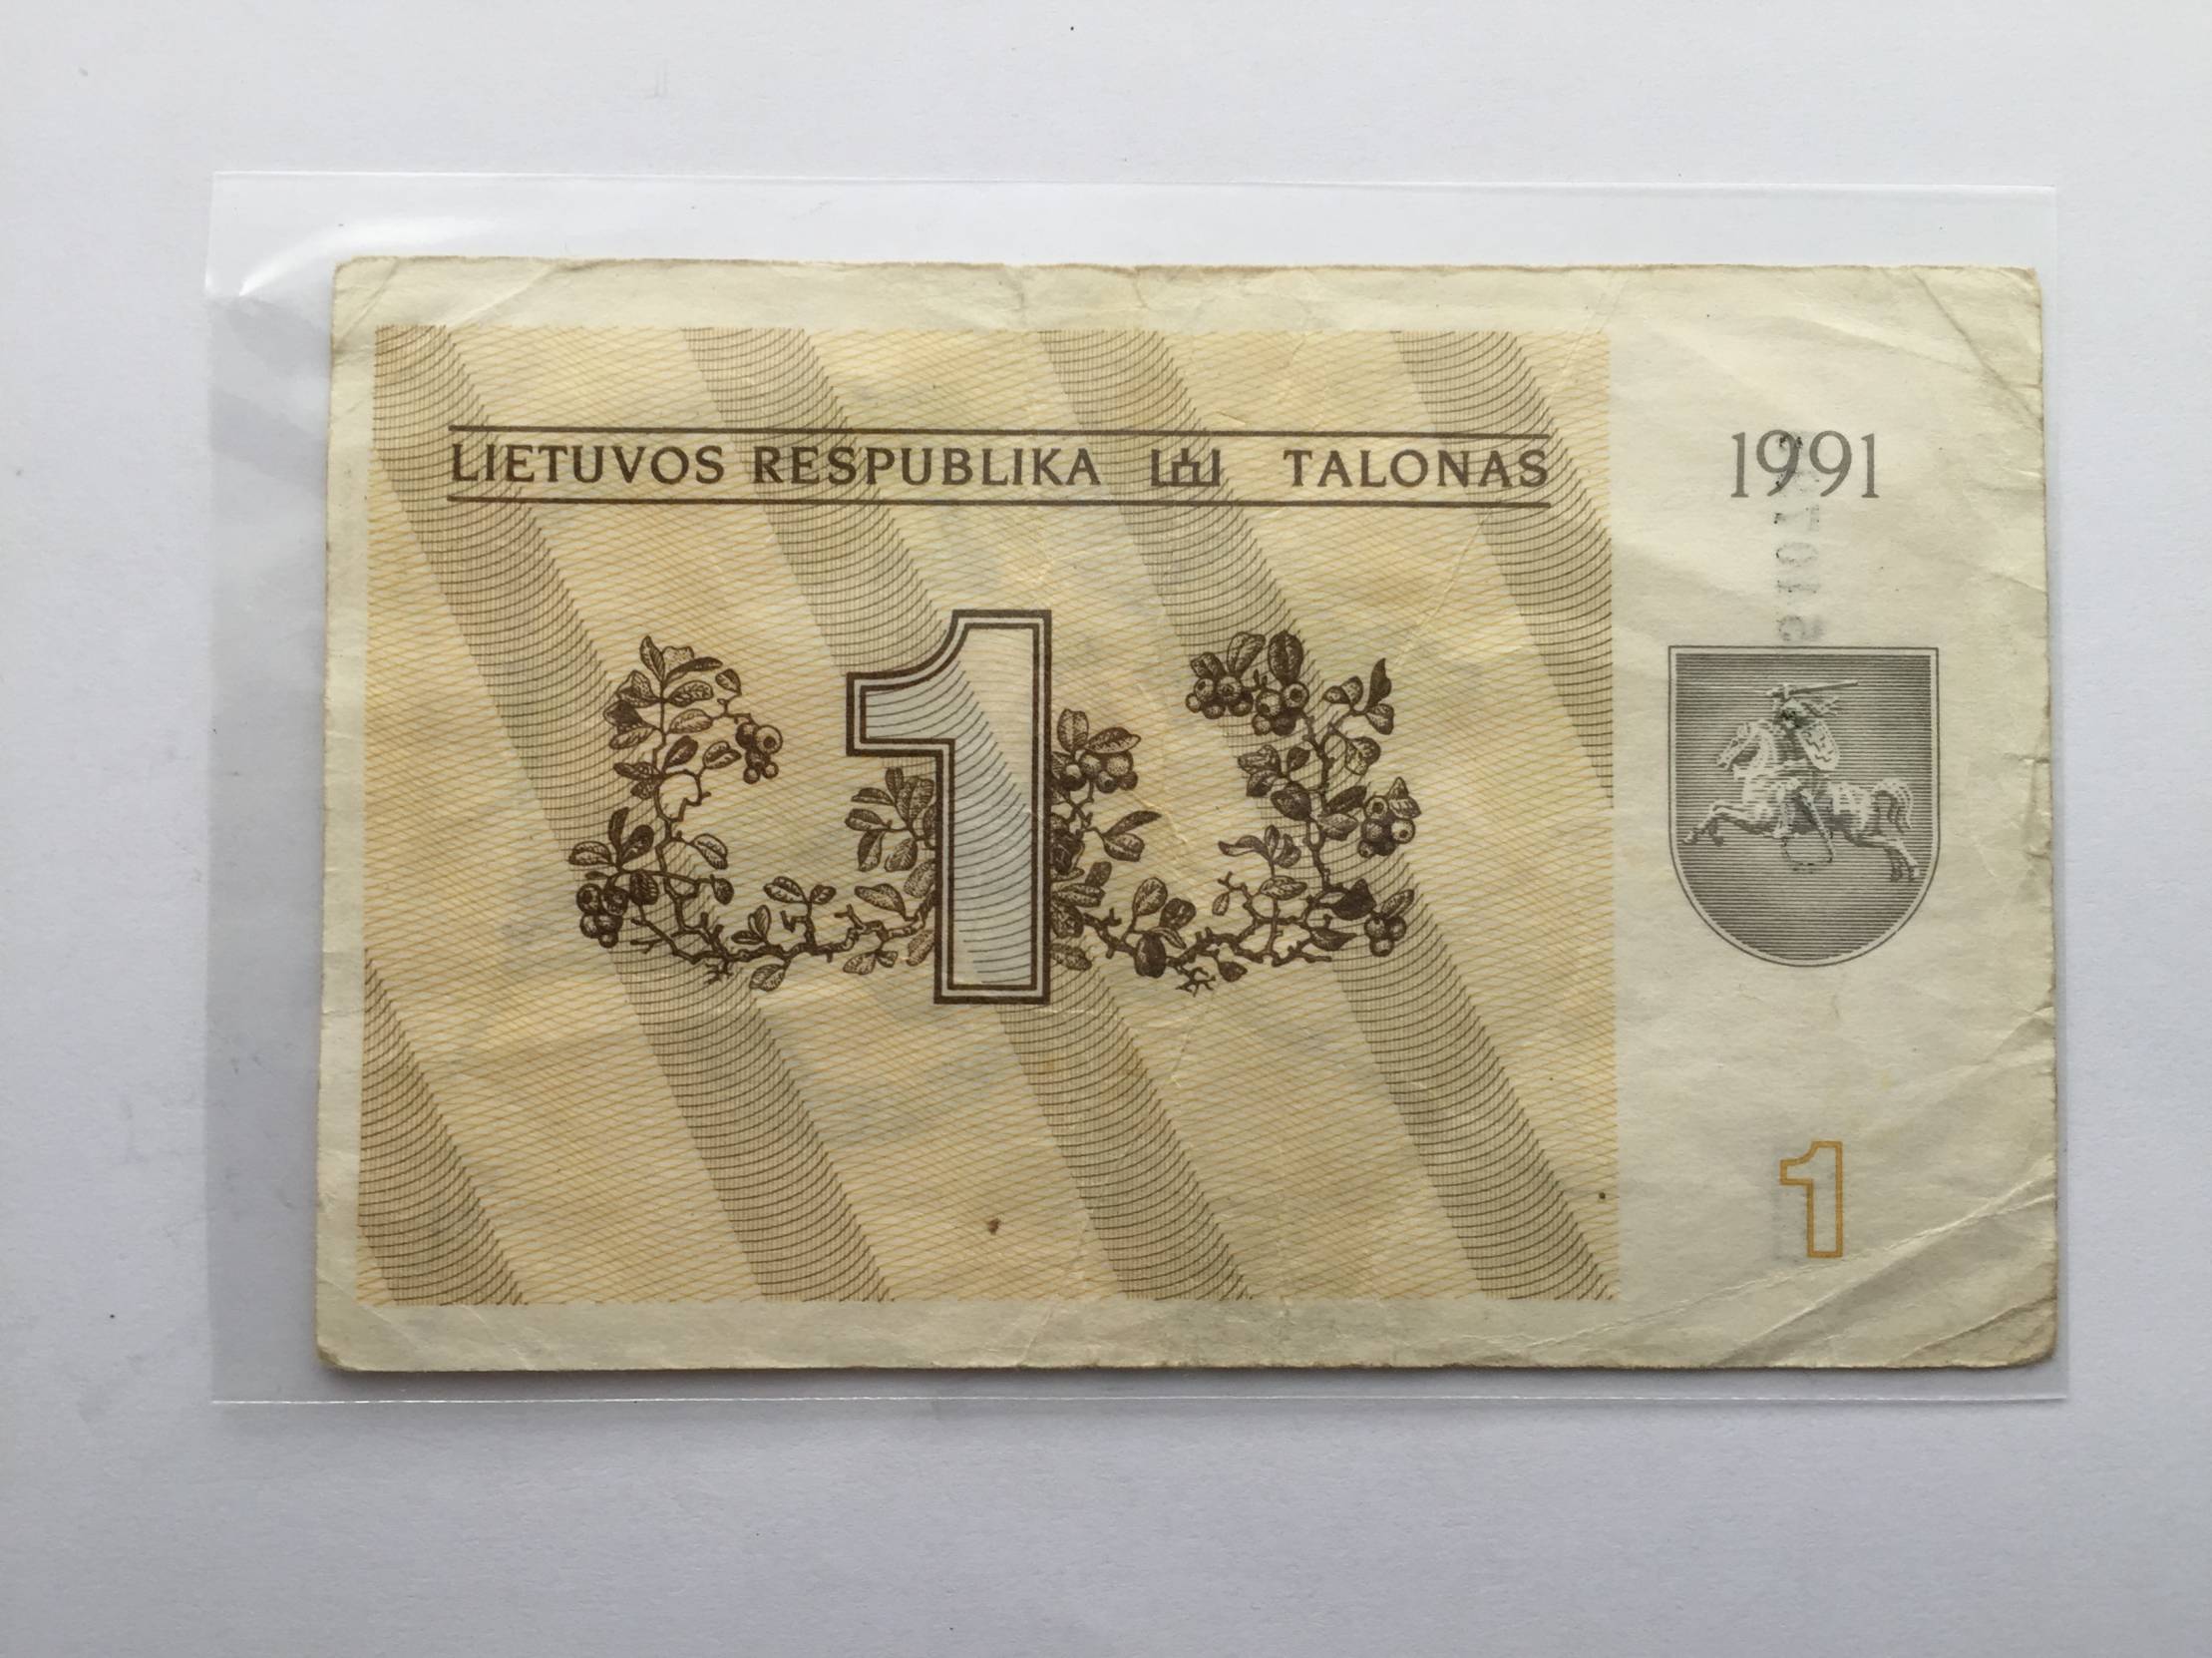 LIETUVOS RESPUBLIKA TALONAS
1991
1
1